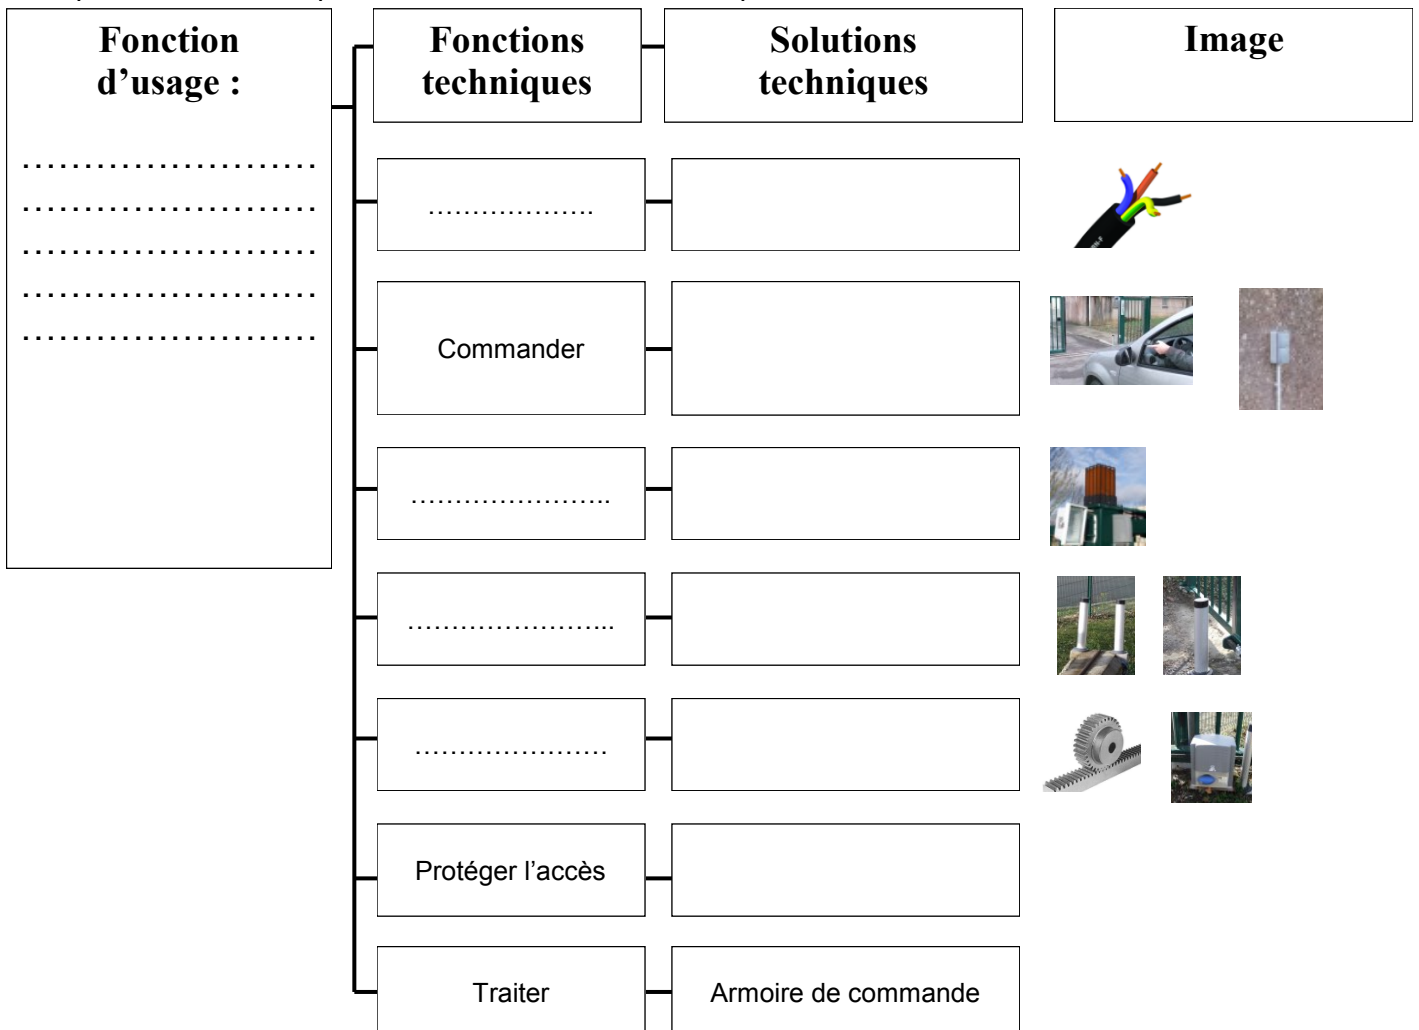 Fonction
d’usage :
……………………
……………………
……………………
……………………
……………………
Fonctions
techniques
Solutions
techniques
Image
……………….
Commander
…………………..
…………………..
…………………
Protéger l’accès
Traiter
Armoire de commande